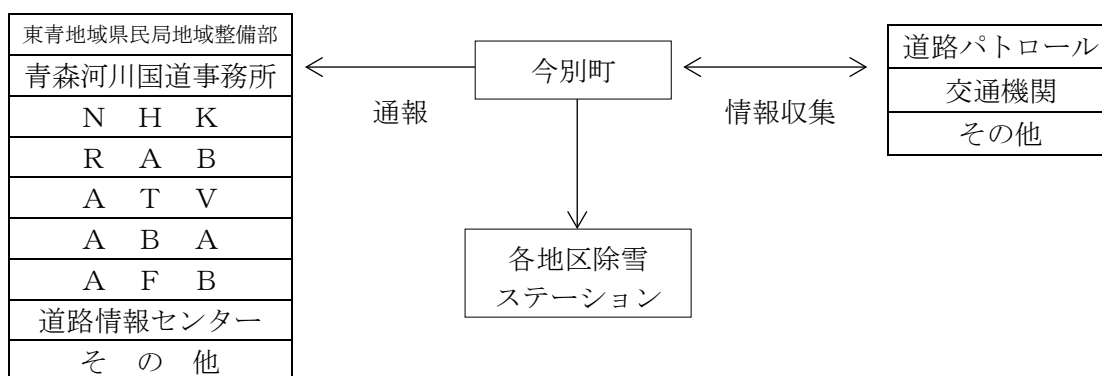 東青地域県民局地域整備部
青森河川国道事務所
N H K
R A B
A T V
A B A
A F B
道路情報センター
そ の 他
通報
今別町
各地区除雪
ステーション
情報収集
道路パトロール
交通機関
その他